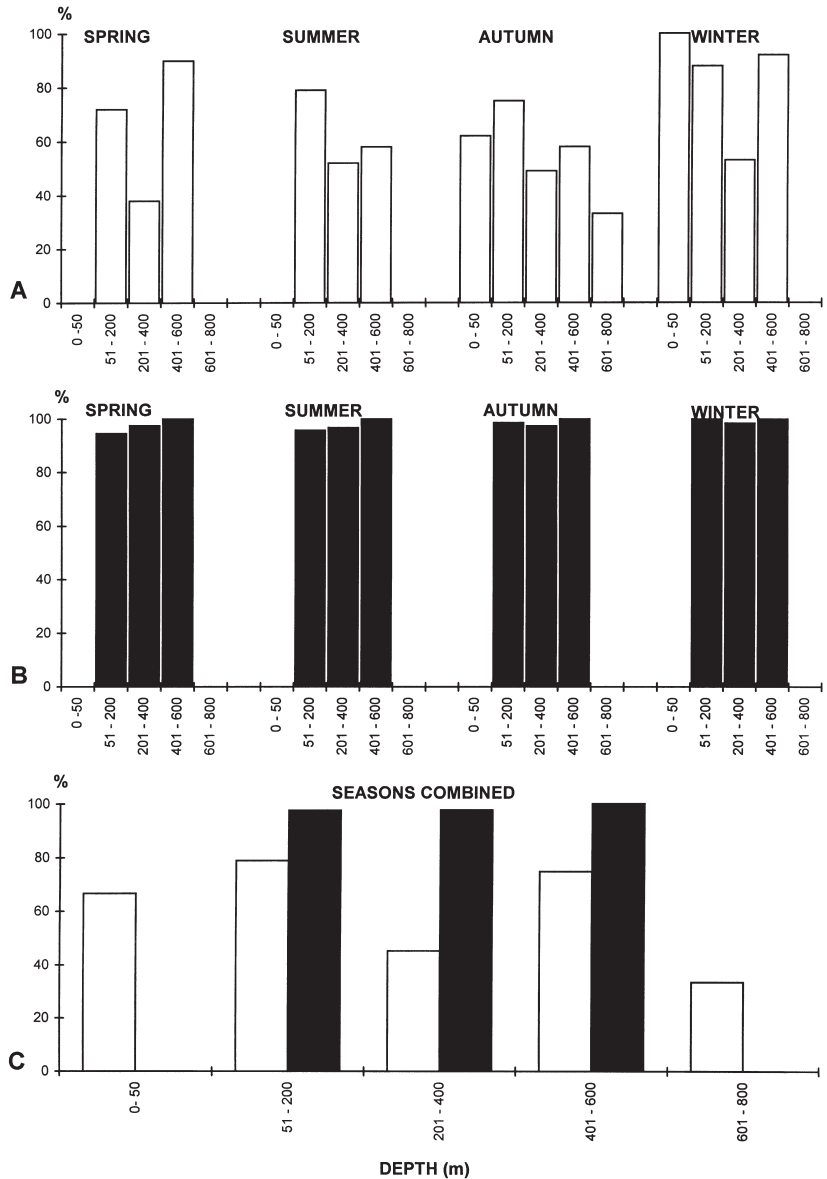 %
SPRING SUMMER AUTUMN WINTER
100
80
60
40
20
0
A
0 -50 51 - 200 201 - 400 401 - 600 601 - 800 0 - 50 51 - 200 201 - 400 401 - 600 601 - 800 0 - 50 51 - 200 201 - 400 401 - 600 601 - 800 0 - 50 51 - 200 201 - 400 401 - 600 601 - 800
%
SPRING SUMMER AUTUMN WINTER
100
80
60
40
20
0
B
0 -50 51 - 200 201 - 400 401 - 600 601 - 800 0 - 50 51 - 200 201 - 400 401 - 600 601 - 800 0 - 50 51 - 200 201 - 400 401 - 600 601 - 800 0 - 50 51 - 200 201 - 400 401 - 600 601 - 800
%
SEASONS COMBINED
100
80
60
40
20
0
C
0- 50 51 - 200 201 - 400 401 - 600 601 - 800
DEPTH (m)